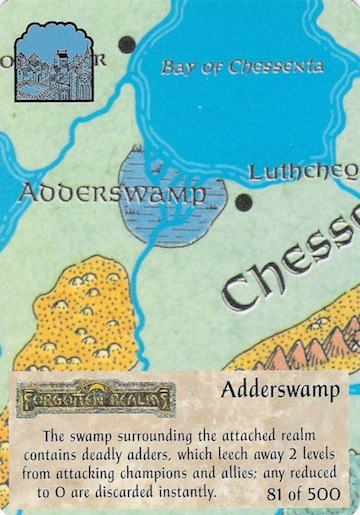 O
R
Bay of Chessenta
Luthcheq
Adderswamp
Chesse
FORGOTTEN REALMS
Adderswamp
The swamp surrounding the attached realm
contains deadly adders, which leech away 2 levels
from attacking champions and allies; any reduced
to 0 are discarded instantly.
81 of 500